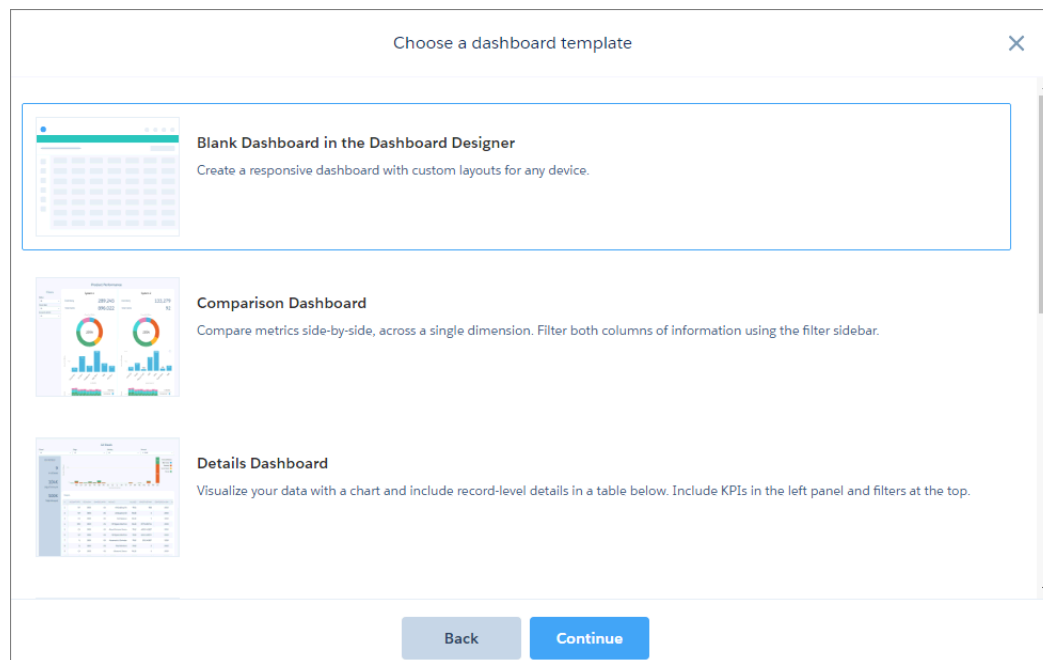 Choose a dashboard template
Blank Dashboard in the Dashboard Designer
Create a responsive dashboard with custom layouts for any device.
Comparison Dashboard
Compare metrics side-by-side, across a single dimension. Filter both columns of information using the filter sidebar.
Details Dashboard
Visualize your data with a chart and include record-level details in a table below. Include KPIs in the left panel and filters at the top.
Back
Continue